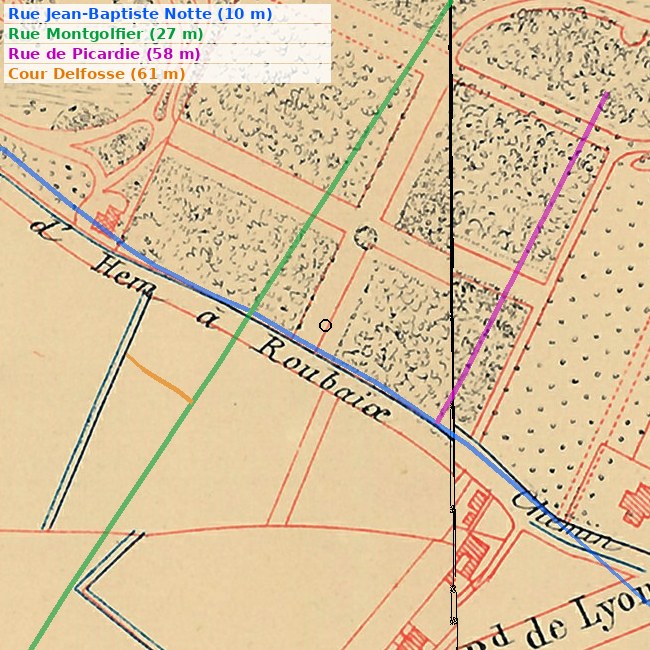 Rue Jean-Baptiste Notte (10 m)
Rue Montgolfier (27 m)
Rue de Picardie (58 m)
Cour Delfosse (61 m)
d' Hem a Roubaix
Chemin
rd de Lyon